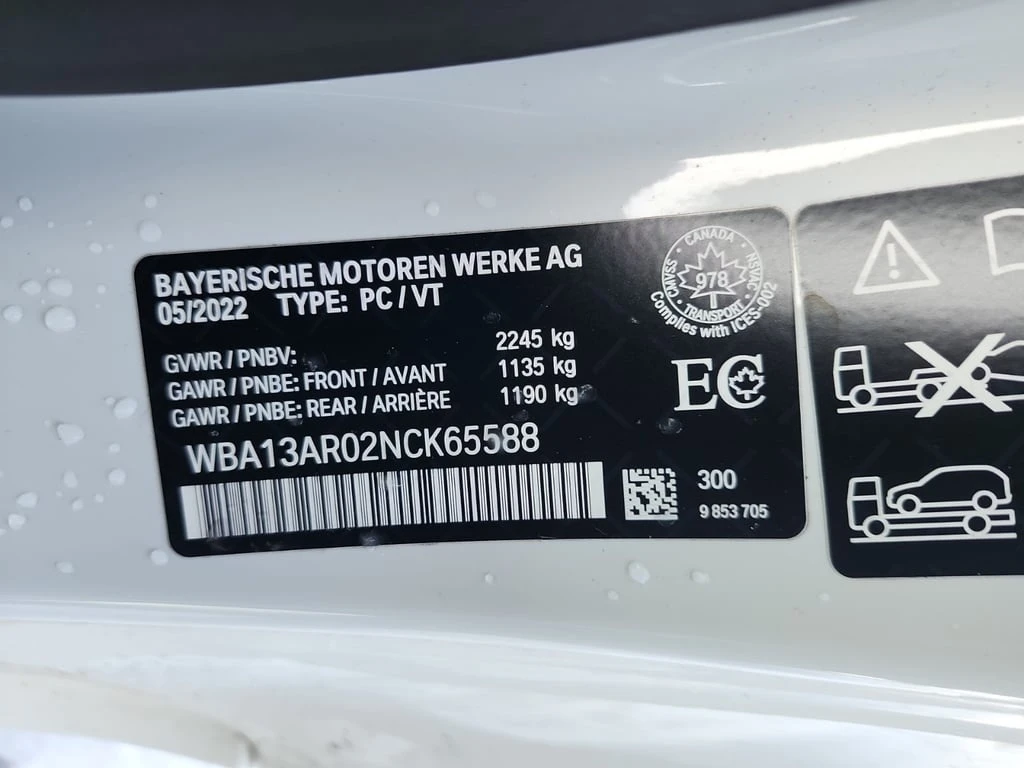 BAYERISCHE MOTOREN WERKE AG
05/2022 TYPE: PC / VT
GVWR / PNBV: 2245 kg
GAWR / PNBE: FRONT / AVANT 1135 kg
GAWR / PNBE: REAR / ARRIÈRE 1190 kg
WBA13AR02NCK65588
CANADA
978
TRANSPORT
CMVSS
NSVAC
Complies with ICES-002
EC
300
9 853 705